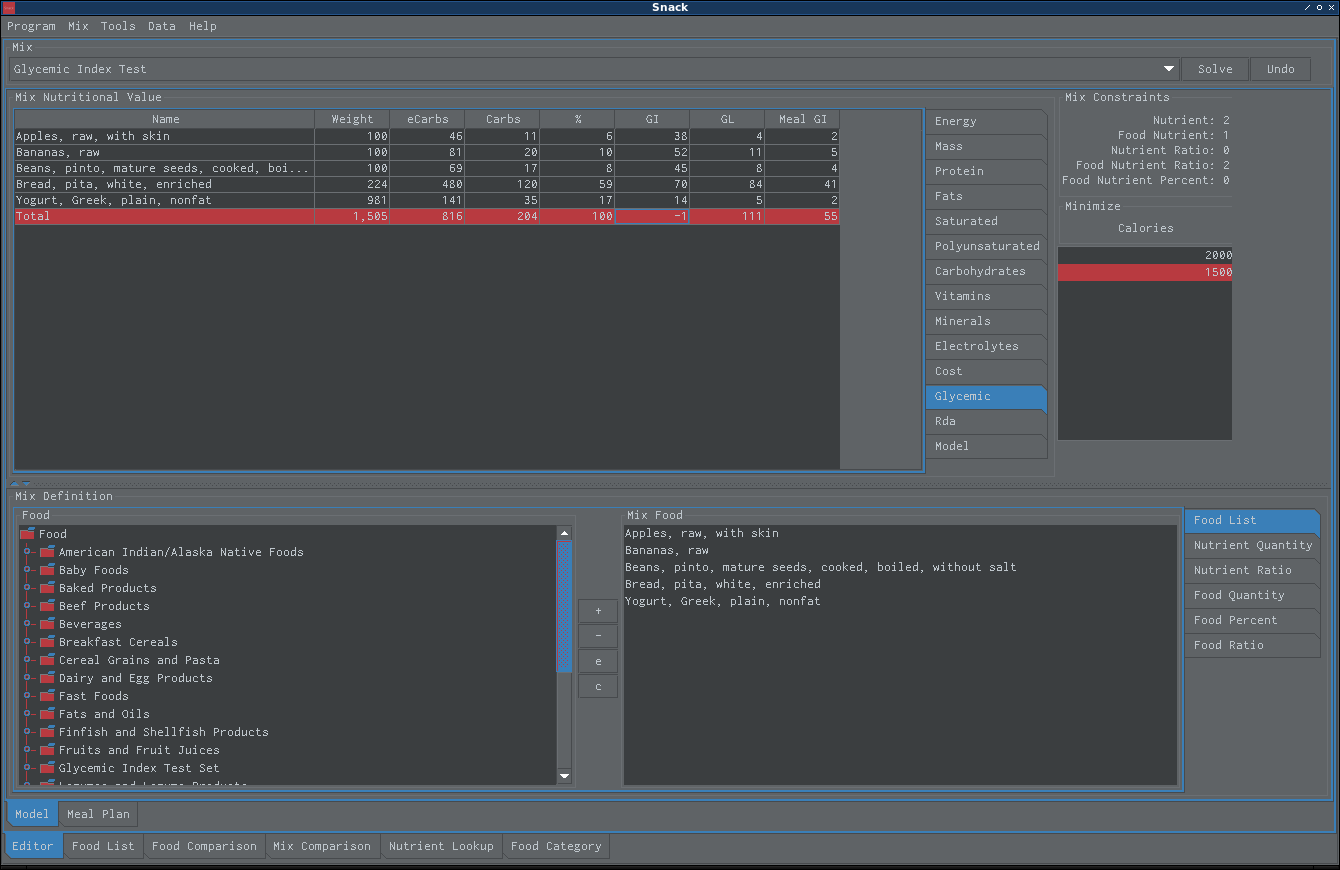 Snack
Program Mix Tools Data Help
Mix
Glycemic Index Test
Solve Undo
Mix Nutritional Value
Name Weight eCarbs Carbs % GI GL Meal GI
Apples, raw, with skin 100 46 11 6 38 4 2
Bananas, raw 100 81 20 10 52 11 5
Beans, pinto, mature seeds, cooked, boi... 100 69 17 8 45 8 4
Bread, pita, white, enriched 224 480 120 59 70 84 41
Yogurt, Greek, plain, nonfat 981 141 35 17 14 5 2
Total 1,505 816 204 100 -1 111 55
Energy
Mass
Protein
Fats
Saturated
Polyunsaturated
Carbohydrates
Vitamins
Minerals
Electrolytes
Cost
Glycemic
Rda
Model
Mix Constraints
Nutrient: 2
Food Nutrient: 1
Nutrient Ratio: 0
Food Nutrient Ratio: 2
Food Nutrient Percent: 0
Minimize
Calories
2000
1500
Mix Definition
Food
Food
American Indian/Alaska Native Foods
Baby Foods
Baked Products
Beef Products
Beverages
Breakfast Cereals
Cereal Grains and Pasta
Dairy and Egg Products
Fast Foods
Fats and Oils
Finfish and Shellfish Products
Fruits and Fruit Juices
Glycemic Index Test Set
Legumes and Legume Products
+
-
e
c
Mix Food
Apples, raw, with skin
Bananas, raw
Beans, pinto, mature seeds, cooked, boiled, without salt
Bread, pita, white, enriched
Yogurt, Greek, plain, nonfat
Food List
Nutrient Quantity
Nutrient Ratio
Food Quantity
Food Percent
Food Ratio
Model Meal Plan
Editor Food List Food Comparison Mix Comparison Nutrient Lookup Food Category